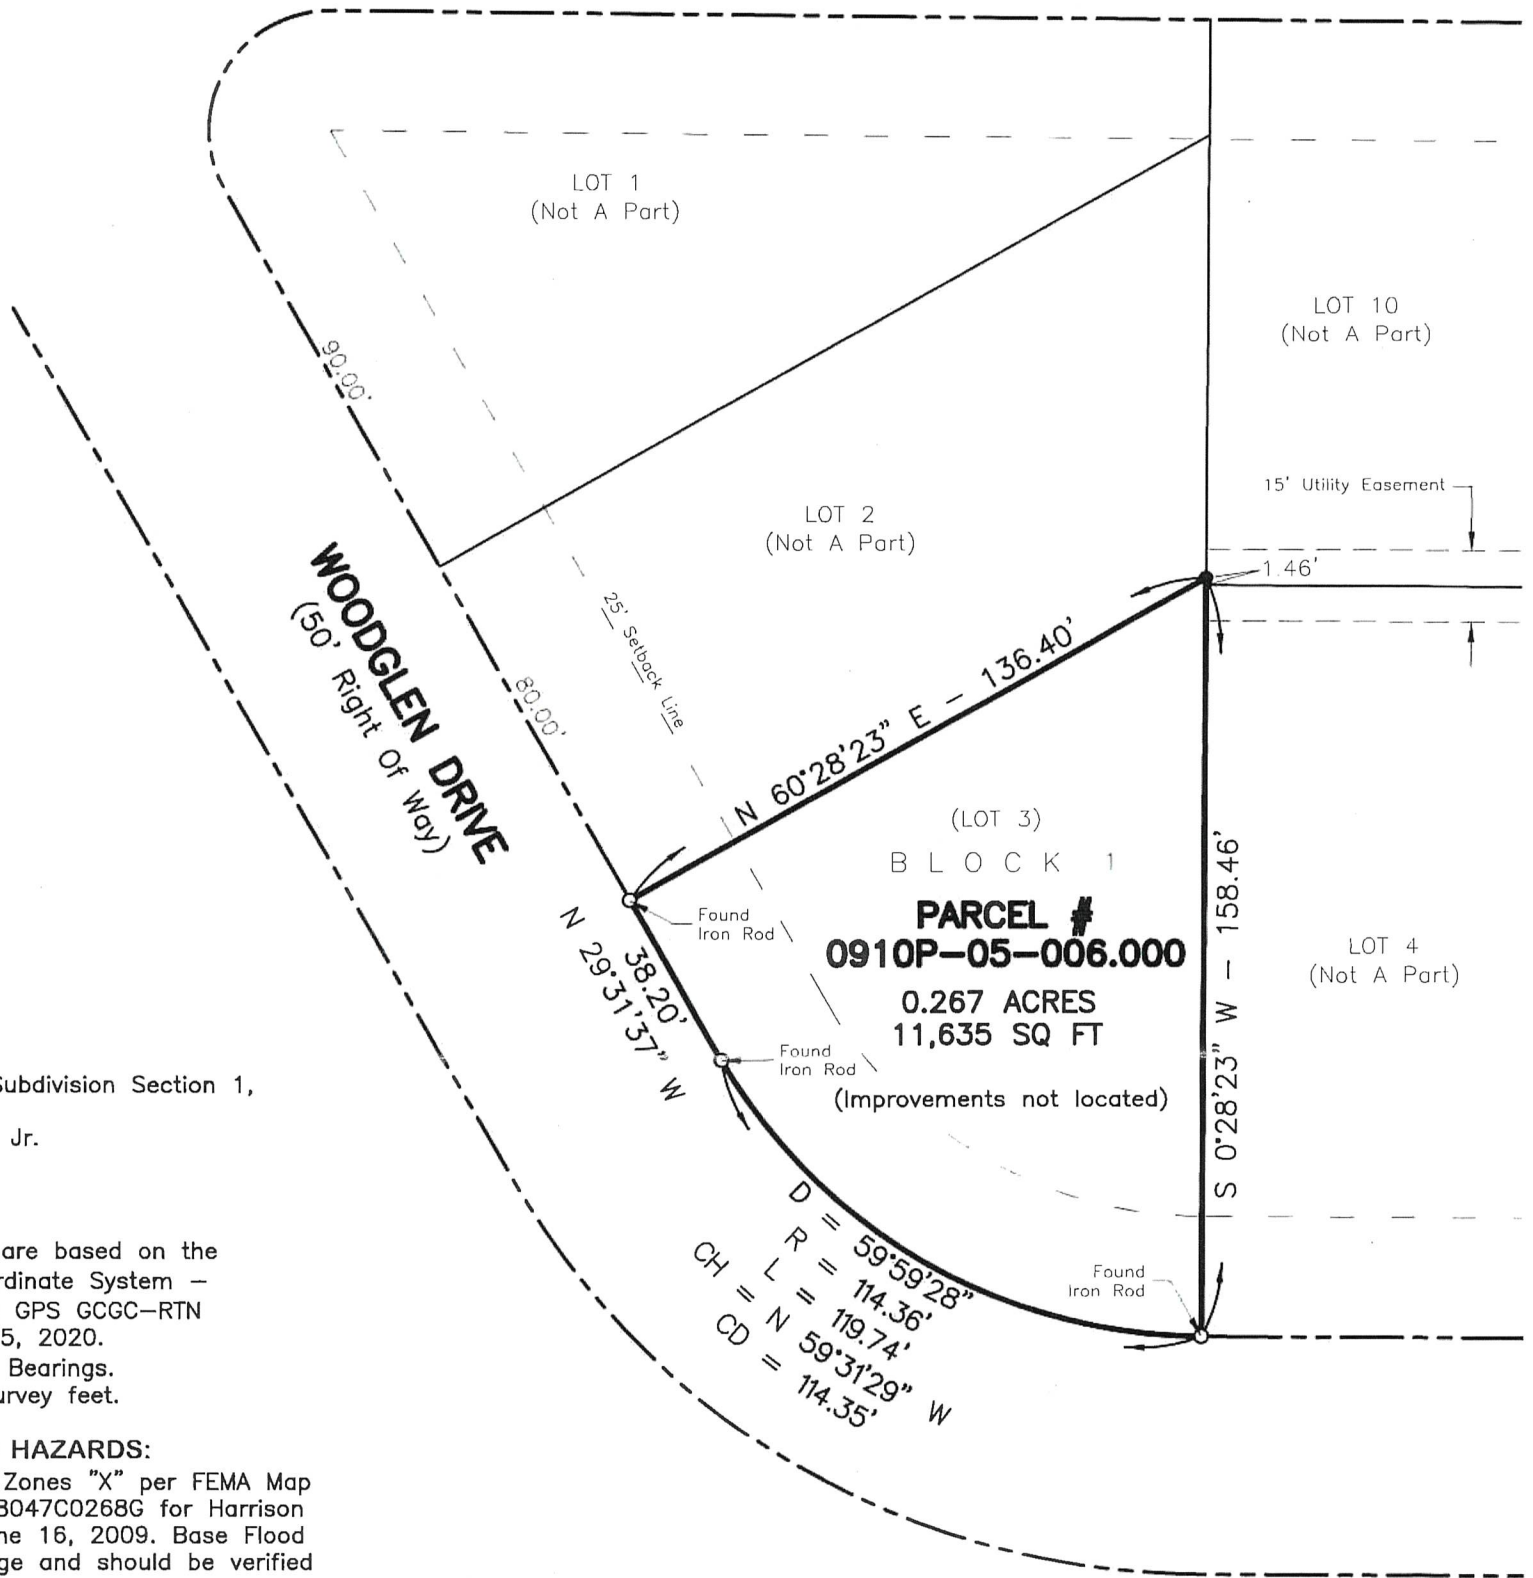 LOT 1
(Not A Part)
LOT 10
(Not A Part)
90.00'
15' Utility Easement
LOT 2
(Not A Part)
1.46'
WOODGLEN DRIVE
(50' Right Of Way)
25' Setback Line
80.00'
N 60°28'23" E – 136.40'
(LOT 3)
BLOCK 1
PARCEL #
0910P–05–006.000
0.267 ACRES
11,635 SQ FT
(Improvements not located)
S 0°28'23" W – 158.46'
LOT 4
(Not A Part)
Found
Iron Rod
38.20'
N 29°31'37" W
Found
Iron Rod
D = 59°59'28"
R = 114.36'
L = 119.74'
CH = N 59°31'29" W
CD = 114.35'
Found
Iron Rod
Subdivision Section 1,
Jr.
are based on the
rdinate System –
GPS GCGC–RTN
5, 2020.
Bearings.
urvey feet.
HAZARDS:
Zones "X" per FEMA Map
8047C0268G for Harrison
ne 16, 2009. Base Flood
ge and should be verified